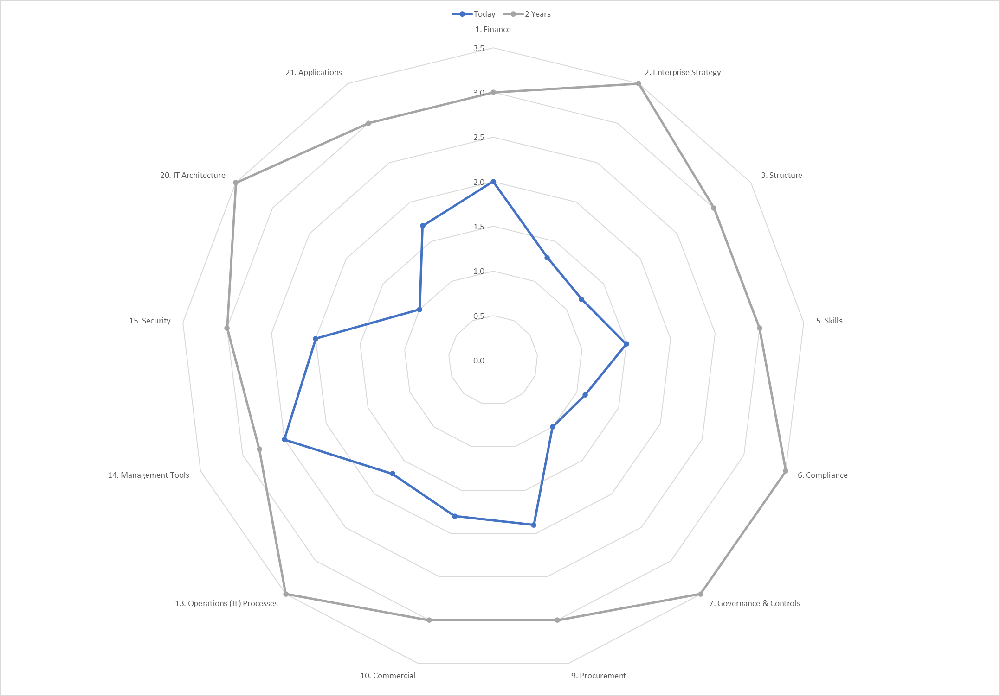 Today 2 Years
1. Finance
3.5
21. Applications
2. Enterprise Strategy
3.0
2.5
20. IT Architecture
3. Structure
2.0
1.5
1.0
15. Security
0.5
5. Skills
0.0
14. Management Tools
6. Compliance
13. Operations (IT) Processes
7. Governance & Controls
10. Commercial
9. Procurement